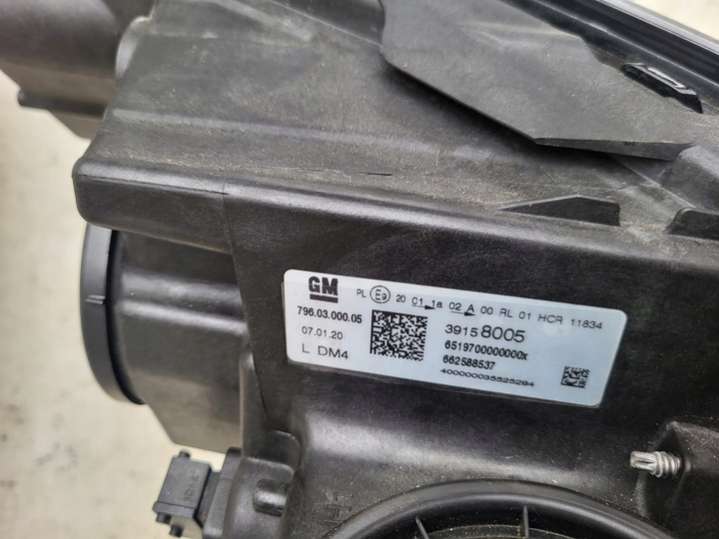 GM
PL E9 20 01 1a 02 A 00 RL 01 HCR 11834
796.03.000.05
07.01.20
L DM4
39158005
6519700000000x
662588537